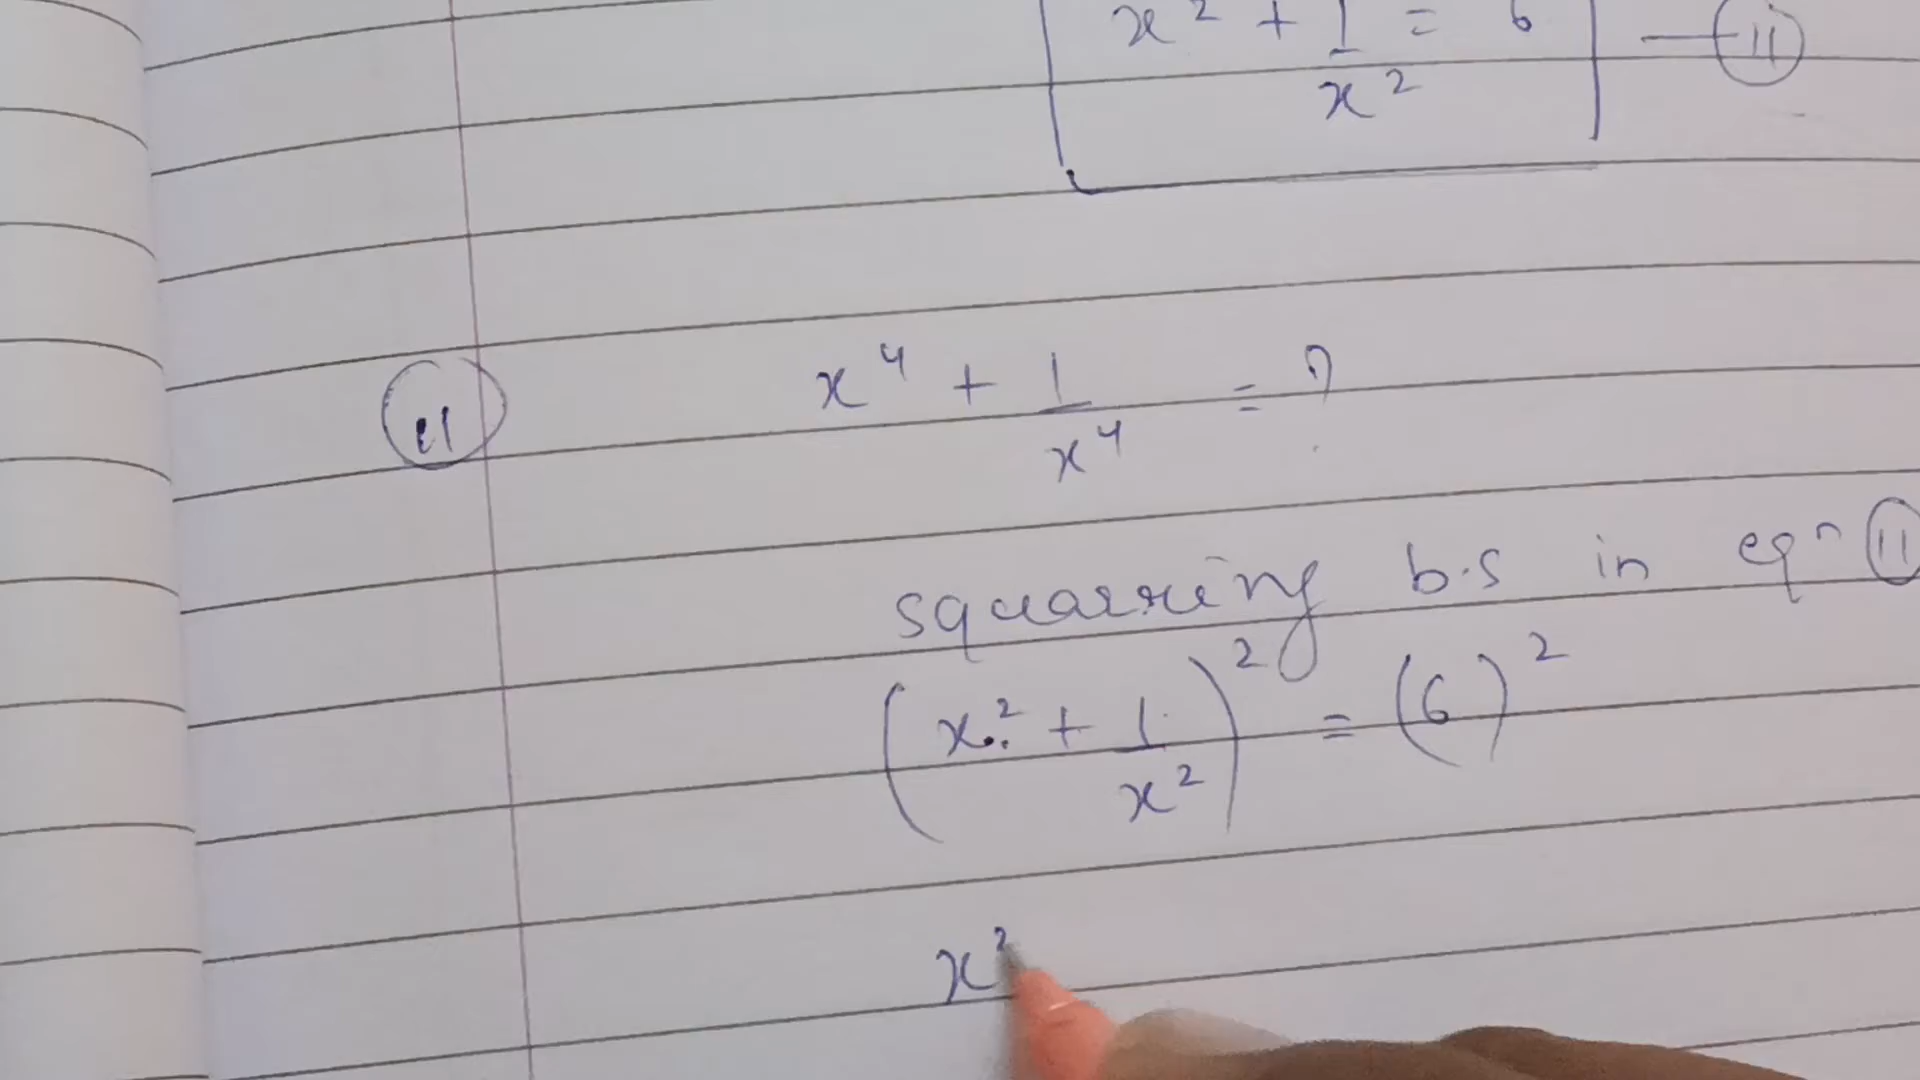 x² + 1/x² = 6 — (ii)
(ii) x⁴ + 1/x⁴ = ?
squarring b.s in eqⁿ (11)
(x² + 1/x²)² = (6)²
x²